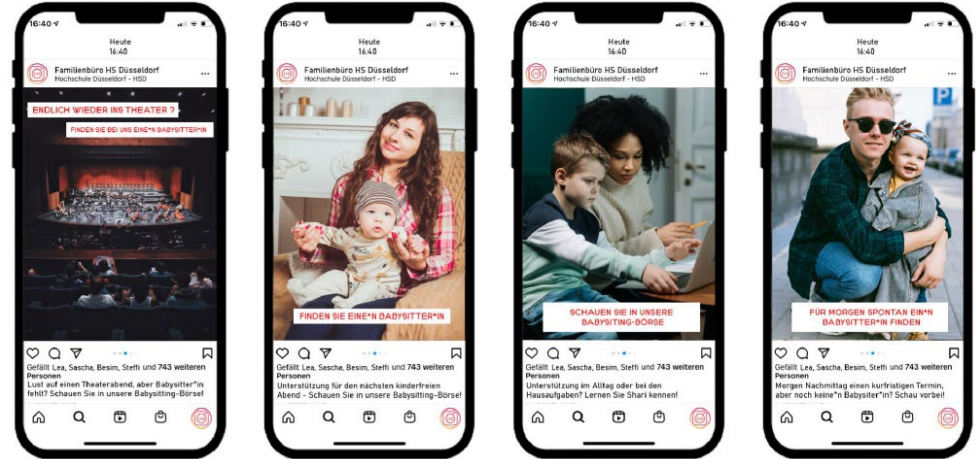 16:40
Heute
16:40
Familienbüro HS Düsseldorf
Hochschule Düsseldorf - HSD
ENDLICH WIEDER INS THEATER ?
FINDEN SIE BEI UNS EINE*N BABYSITTER*IN
Gefällt Lea, Sascha, Besim, Steffi und 743 weiteren
Personen
Lust auf einen Theaterabend, aber Babysitter*in
fehlt? Schauen Sie in unsere Babysitting-Börse!
16:40
Heute
16:40
Familienbüro HS Düsseldorf
Hochschule Düsseldorf - HSD
FINDEN SIE EINE*N BABYSITTER*IN
Gefällt Lea, Sascha, Besim, Steffi und 743 weiteren
Personen
Unterstützung für den nächsten kinderfreien
Abend - Schauen Sie in unsere Babysitting-Börse!
16:40
Heute
16:40
Familienbüro HS Düsseldorf
Hochschule Düsseldorf - HSD
SCHAUEN SIE IN UNSERE
BABYSITING-BÖRSE
Gefällt Lea, Sascha, Besim, Steffi und 743 weiteren
Personen
Unterstützung im Alltag oder bei den
Hausaufgaben? Lernen Sie Shari kennen!
16:40
Heute
16:40
Familienbüro HS Düsseldorf
Hochschule Düsseldorf - HSD
P
FÜR MORGEN SPONTAN EIN*N
BABYSITTER*IN FINDEN
Gefällt Lea, Sascha, Besim, Steffi und 743 weiteren
Personen
Morgen Nachmittag einen kurfristigen Termin,
aber noch keine*n Babysiter*in? Schau vorbei!